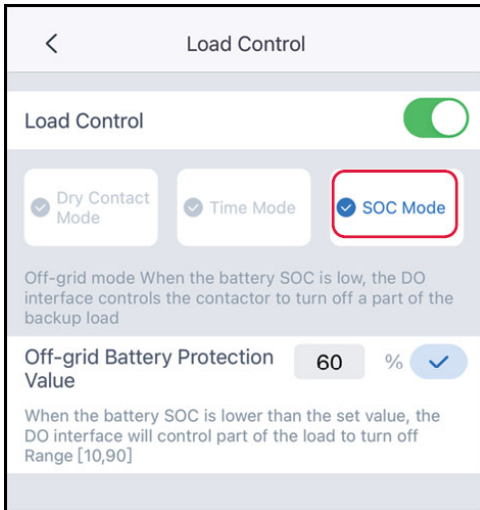 Load Control
Load Control
Dry Contact
Mode
Time Mode
SOC Mode
Off-grid mode When the battery SOC is low, the DO
interface controls the contactor to turn off a part of the
backup load
Off-grid Battery Protection
Value
60 %
When the battery SOC is lower than the set value, the
DO interface will control part of the load to turn off
Range [10,90]